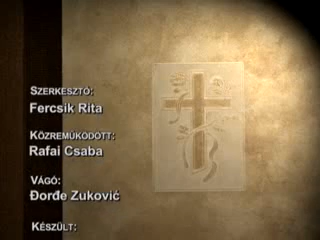 SZERKESZTŐ:
Fercsik Rita
KÖZREMŰKÖDÖTT:
Rafai Csaba
VÁGÓ:
Đorđe Zuković
KÉSZÜLT: